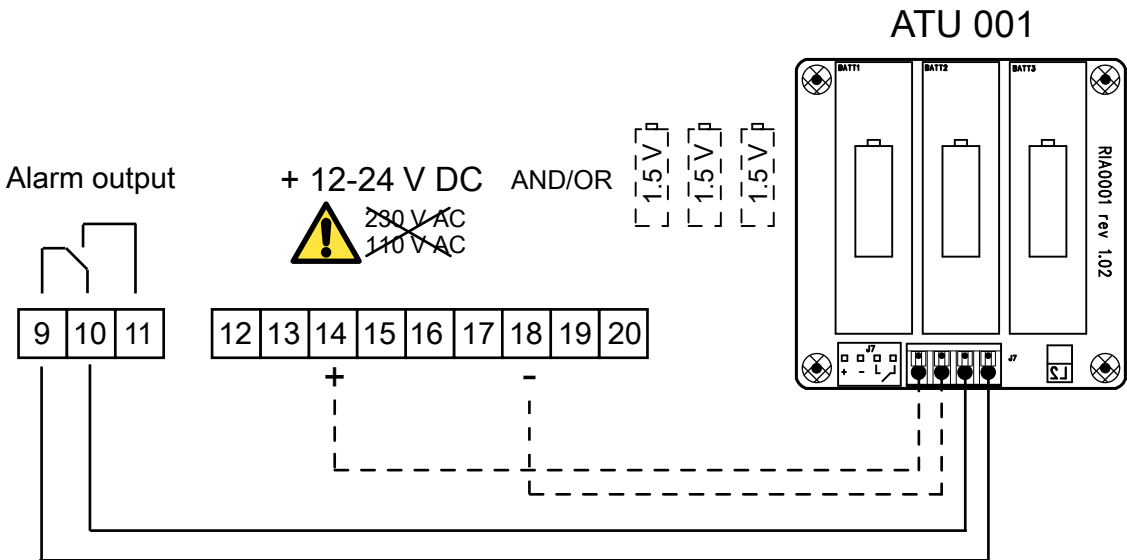 ATU 001
BATT1 BATT2 BATT3
1.5 V 1.5 V 1.5 V
Alarm output
+ 12-24 V DC AND/OR
230 V AC
110 V AC
RIA0001 rev 1.02
9 10 11 12 13 14 15 16 17 18 19 20
+ -
J7 J7
+ -
L2